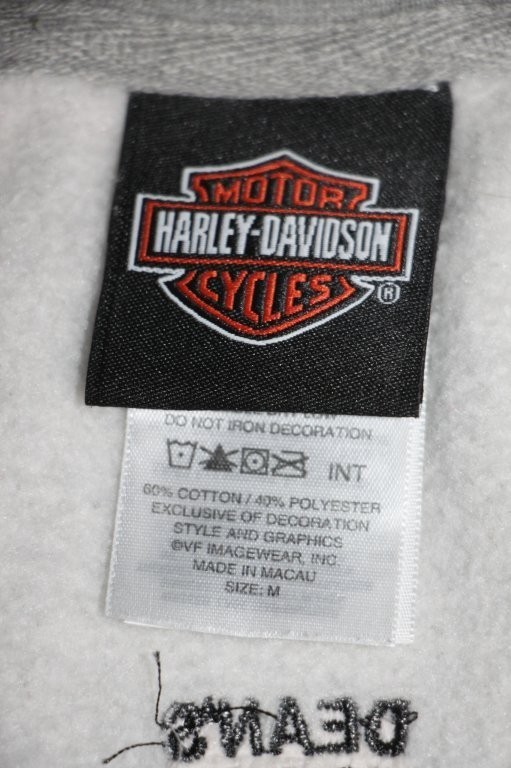 MOTOR
HARLEY-DAVIDSON
CYCLES
®
DO NOT IRON DECORATION
INT
60% COTTON / 40% POLYESTER
EXCLUSIVE OF DECORATION
STYLE AND GRAPHICS
©VF IMAGEWEAR, INC.
MADE IN MACAU
SIZE: M
DEANS